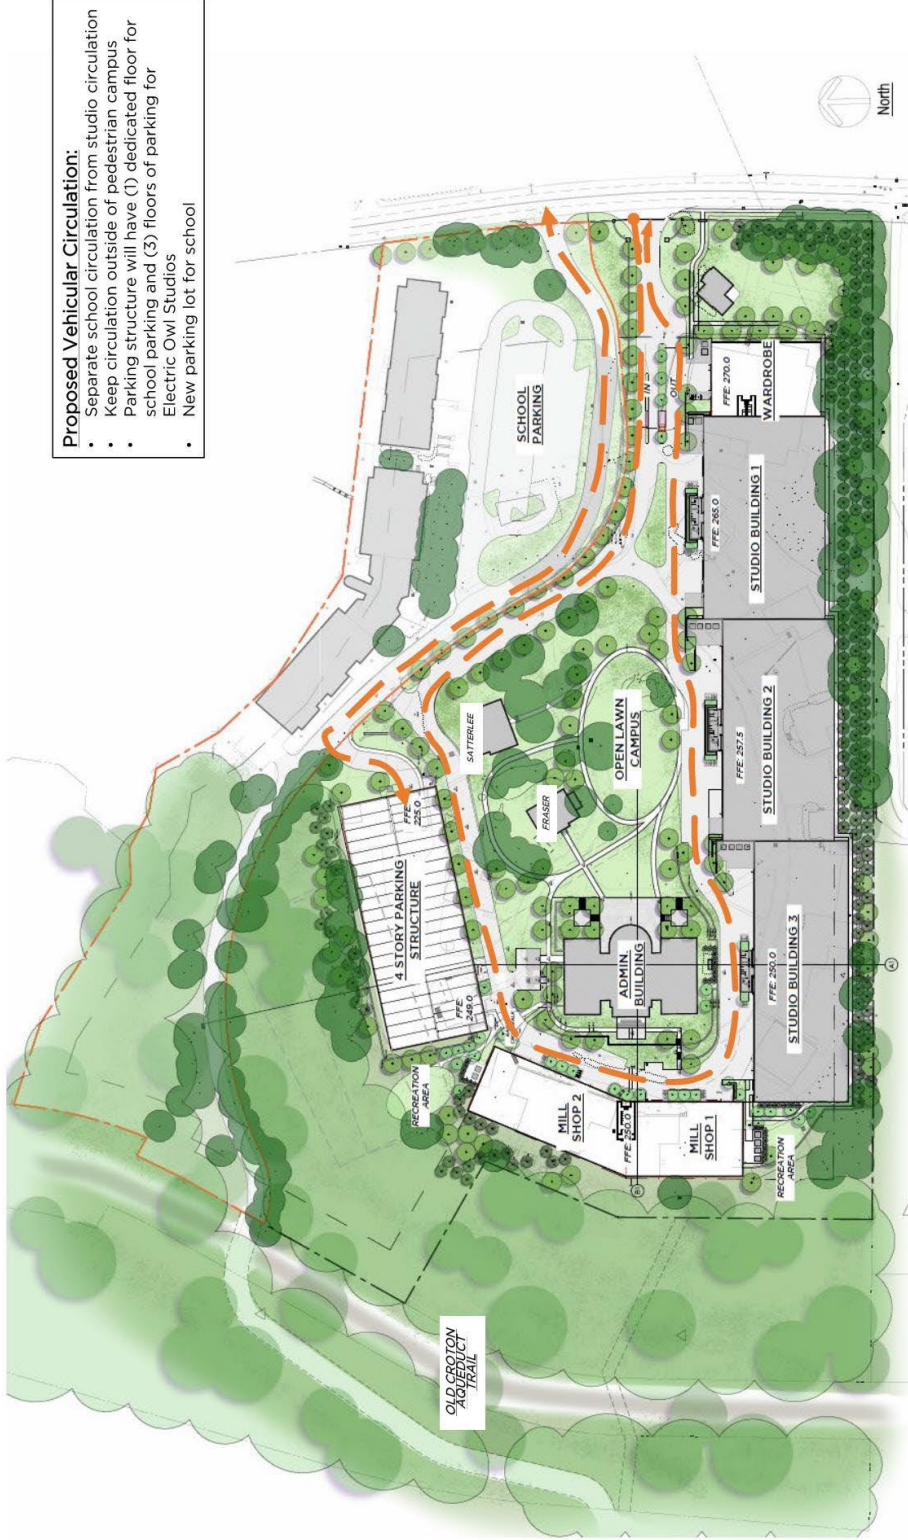 Proposed Vehicular Circulation:
• Separate school circulation from studio circulation
• Keep circulation outside of pedestrian campus
• Parking structure will have (1) dedicated floor for
school parking and (3) floors of parking for
Electric Owl Studios
• New parking lot for school
North
OLD CROTON
AQUEDUCT
TRAIL
RECREATION
AREA
4 STORY PARKING
STRUCTURE
FFE:
249.0
FFE:
225.0
SATTERLEE
SCHOOL
PARKING
FRASER
MILL
SHOP 2
FFE: 250.0
MILL
SHOP 1
RECREATION
AREA
ADMIN.
BUILDING
OPEN LAWN
CAMPUS
IN
OUT
FFE: 250.0
STUDIO BUILDING 3
FFE: 257.5
STUDIO BUILDING 2
FFE: 265.0
STUDIO BUILDING 1
FFE: 270.0
WARDROBE